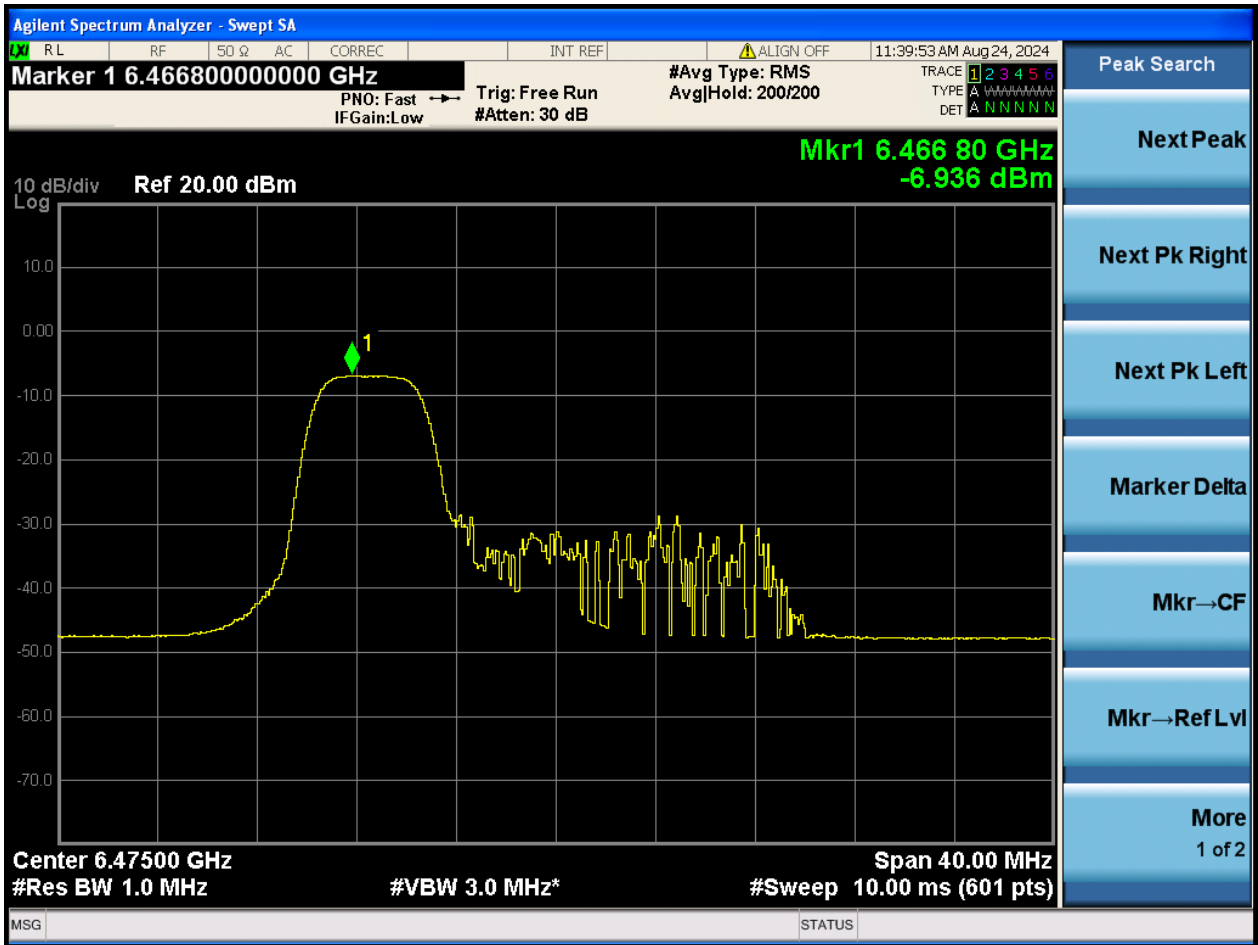 Agilent Spectrum Analyzer - Swept SA
LXI RL RF 50 Ω AC CORREC INT REF ALIGN OFF 11:39:53 AM Aug 24, 2024
Marker 1 6.466800000000 GHz
PNO: Fast
IFGain:Low
Trig: Free Run
#Atten: 30 dB
#Avg Type: RMS
Avg|Hold: 200/200
TRACE 1 2 3 4 5 6
TYPE A
DET A N N N N N
Mkr1 6.466 80 GHz
-6.936 dBm
10 dB/div Ref 20.00 dBm
Log
10.0
0.00
-10.0
-20.0
-30.0
-40.0
-50.0
-60.0
-70.0
1
Center 6.47500 GHz Span 40.00 MHz
#Res BW 1.0 MHz #VBW 3.0 MHz* #Sweep 10.00 ms (601 pts)
MSG STATUS
Peak Search
Next Peak
Next Pk Right
Next Pk Left
Marker Delta
Mkr→CF
Mkr→Ref Lvl
More
1 of 2